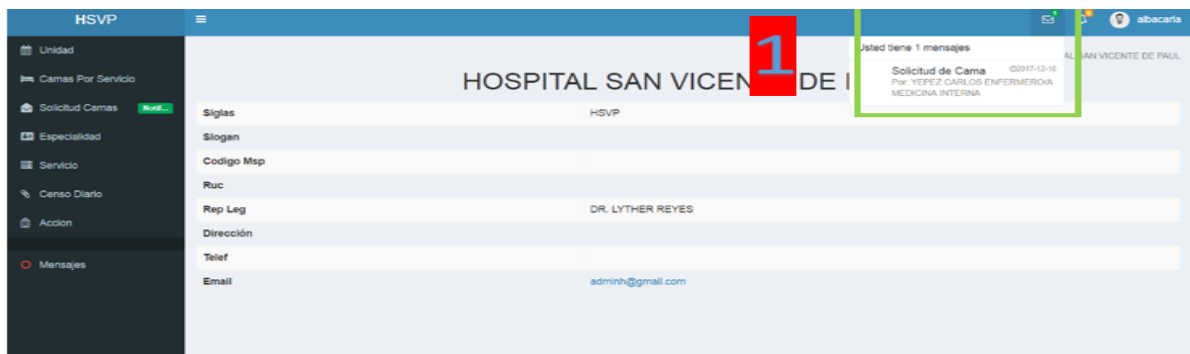 HSVP
albacarla
Unidad
Camas Por Servicio
Solicitud Camas Notif...
Especialidad
Servicio
Censo Diario
Accion
Mensajes
1
Usted tiene 1 mensajes
Solicitud de Cama 2017-12-16
Por: YEPEZ CARLOS ENFERMERO/A
MEDICINA INTERNA
SAN VICENTE DE PAUL
HOSPITAL SAN VICEN DE
Siglas HSVP
Slogan
Codigo Msp
Ruc
Rep Leg DR. LYTHER REYES
Dirección
Telef
Email adminh@gmail.com